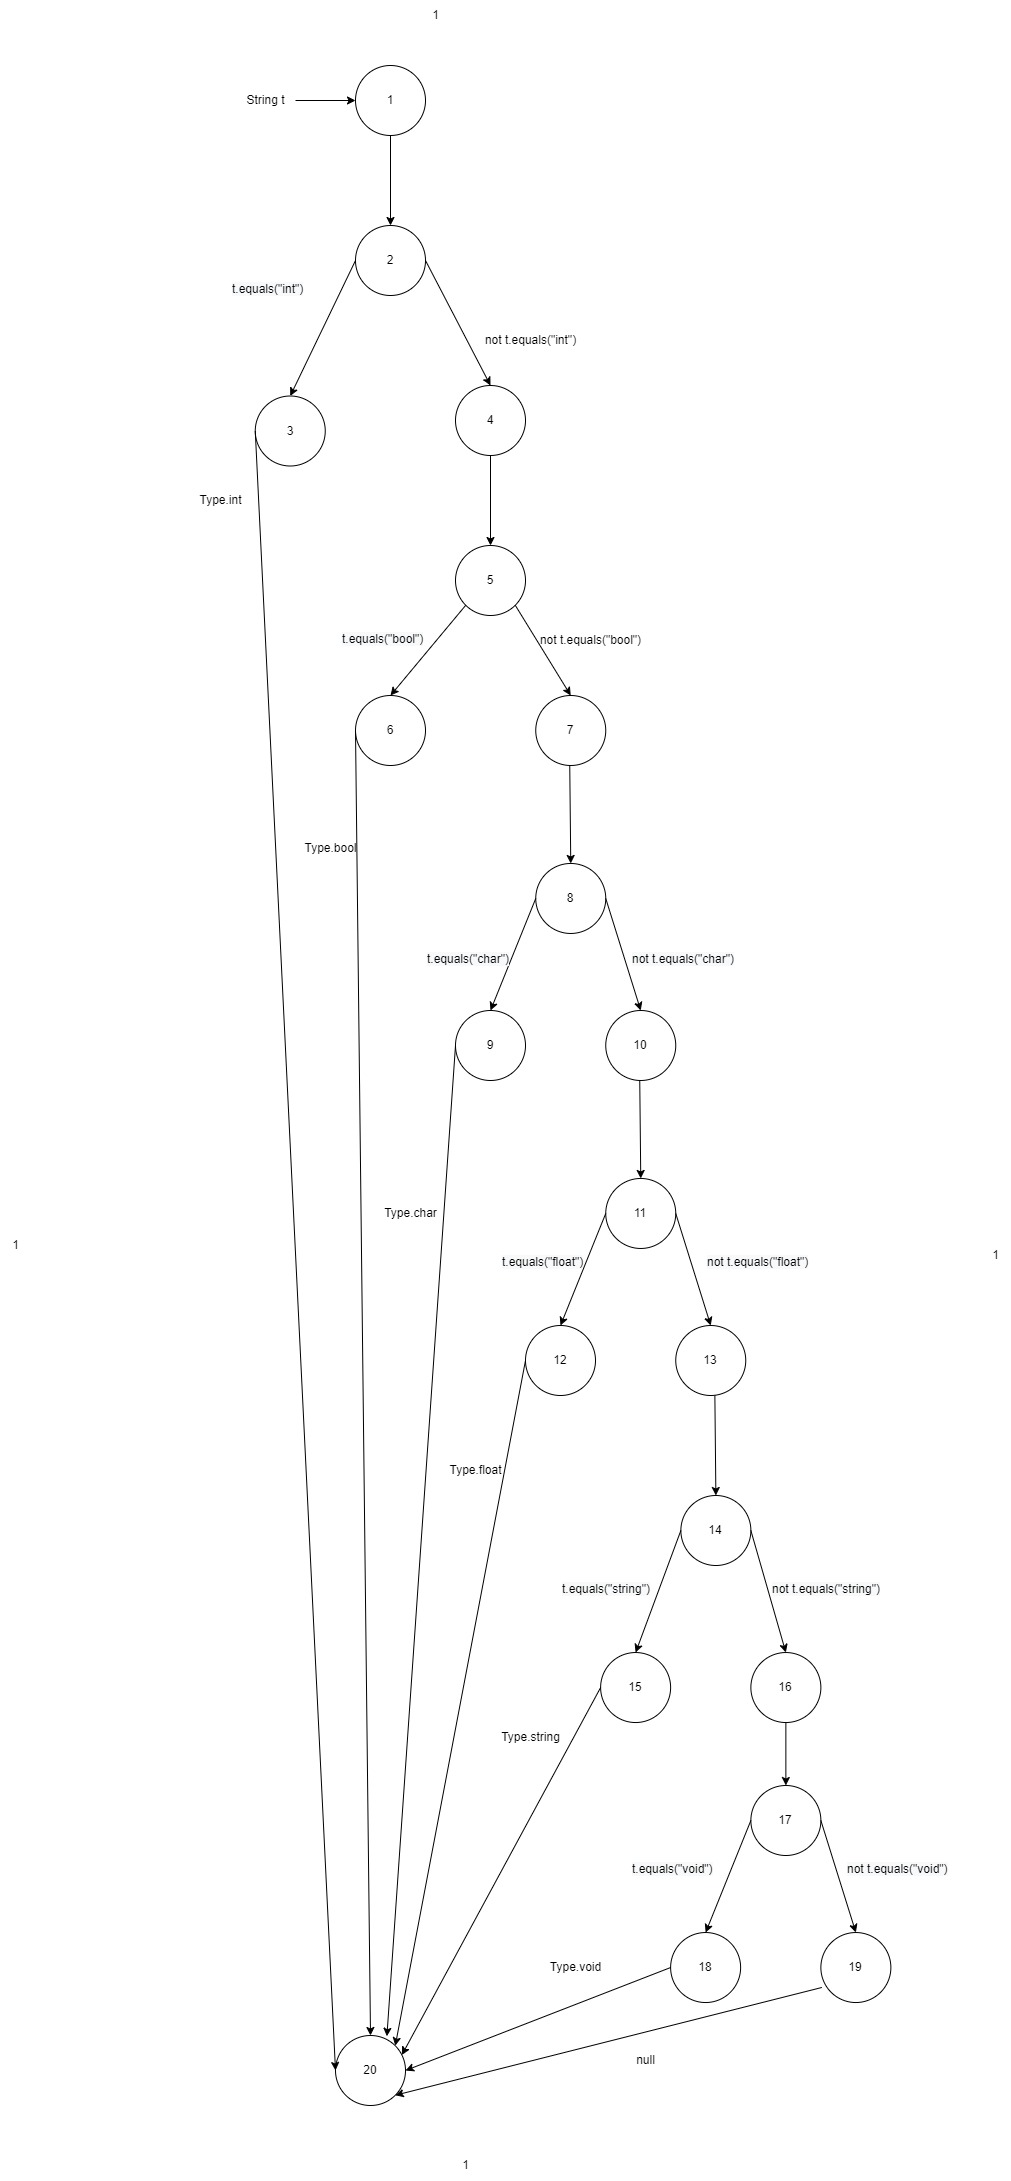 1
String t
1
2
t.equals("int")
not t.equals("int")
3
4
Type.int
5
t.equals("bool")
not t.equals("bool")
6
7
Type.bool
8
t.equals("char")
not t.equals("char")
9
10
Type.char
11
1
1
t.equals("float")
not t.equals("float")
12
13
Type.float
14
t.equals("string")
not t.equals("string")
15
16
Type.string
17
t.equals("void")
not t.equals("void")
Type.void
18
19
null
20
1